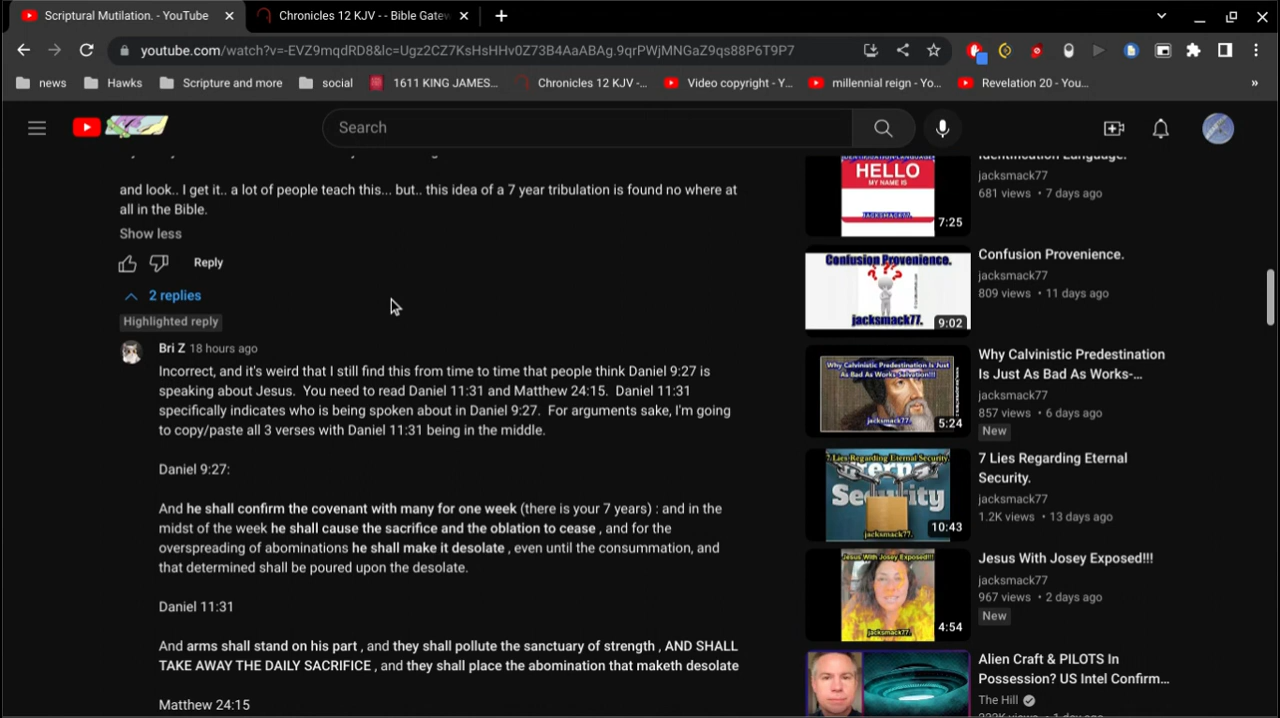 Scriptural Mutilation. - YouTube
Chronicles 12 KJV - - Bible Gatew
youtube.com/watch?v=-EVZ9mqdRD8&lc=Ugz2CZ7KsHsHHv0Z73B4AaABAg.9qrPWjMNGaZ9qs88P6T9P7
news
Hawks
Scripture and more
social
1611 KING JAMES...
Chronicles 12 KJV -...
Video copyright - Y...
millennial reign - Yo...
Revelation 20 - You...
»
Search
and look.. I get it.. a lot of people teach this... but.. this idea of a 7 year tribulation is found no where at
all in the Bible.
Show less
Reply
2 replies
Highlighted reply
Bri Z 18 hours ago
Incorrect, and it's weird that I still find this from time to time that people think Daniel 9:27 is
speaking about Jesus. You need to read Daniel 11:31 and Matthew 24:15. Daniel 11:31
specifically indicates who is being spoken about in Daniel 9:27. For arguments sake, I'm going
to copy/paste all 3 verses with Daniel 11:31 being in the middle.
Daniel 9:27:
And he shall confirm the covenant with many for one week (there is your 7 years) : and in the
midst of the week he shall cause the sacrifice and the oblation to cease , and for the
overspreading of abominations he shall make it desolate , even until the consummation, and
that determined shall be poured upon the desolate.
Daniel 11:31
And arms shall stand on his part , and they shall pollute the sanctuary of strength , AND SHALL
TAKE AWAY THE DAILY SACRIFICE , and they shall place the abomination that maketh desolate
Matthew 24:15
Identification Language.
jacksmack77
681 views • 7 days ago
HELLO
MY NAME IS
jacksmack77.
7:25
Confusion Provenience.
jacksmack77
809 views • 11 days ago
Confusion Provenience.
jacksmack77.
9:02
Why Calvinistic Predestination
Is Just As Bad As Works-...
jacksmack77
857 views • 6 days ago
New
Why Calvinistic Predestination Is Just
As Bad As Works-Salvation!!!
jacksmack77.
5:24
7 Lies Regarding Eternal
Security.
jacksmack77
1.2K views • 13 days ago
7 Lies Regarding Eternal Security.
jacksmack77.
10:43
Jesus With Josey Exposed!!!
jacksmack77
967 views • 2 days ago
New
Jesus With Josey Exposed!!!
jacksmack77.
4:54
Alien Craft & PILOTS In
Possession? US Intel Confirm...
The Hill